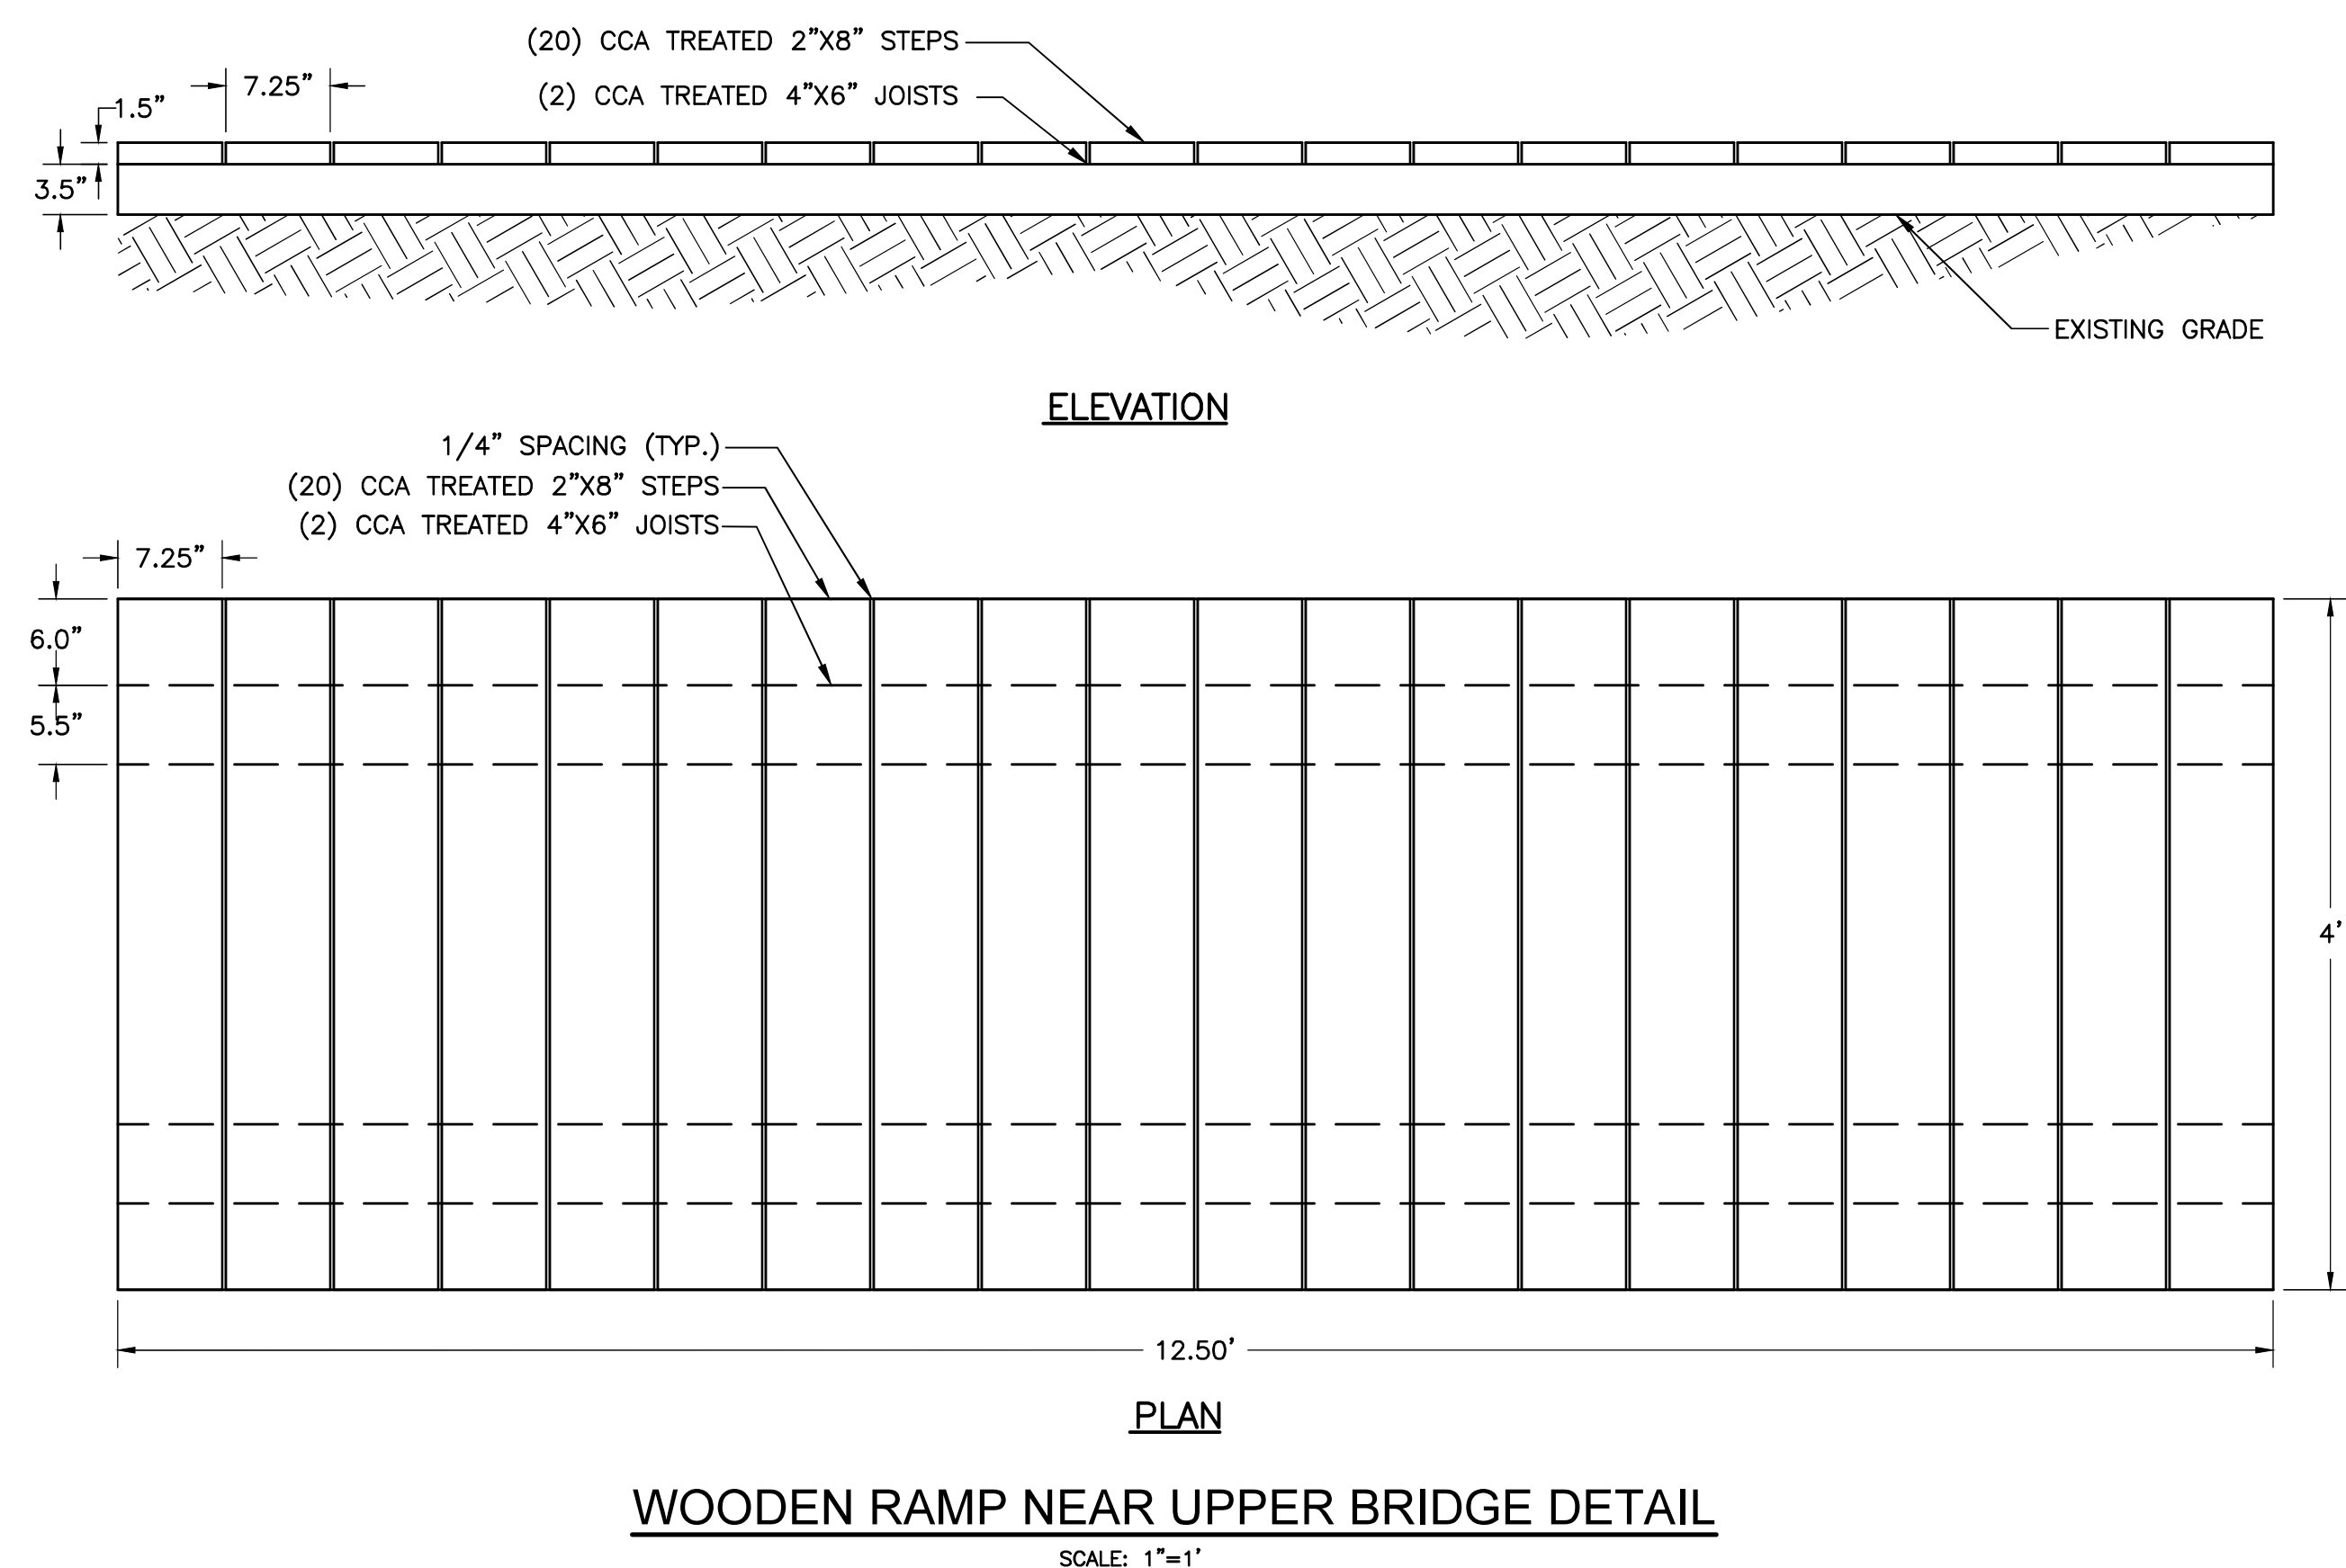 (20) CCA TREATED 2”X8” STEPS
7.25”
(2) CCA TREATED 4”X6” JOISTS
1.5”
3.5”
EXISTING GRADE
ELEVATION
1/4” SPACING (TYP.)
(20) CCA TREATED 2”X8” STEPS
(2) CCA TREATED 4”X6” JOISTS
7.25”
6.0”
5.5”
4’
12.50’
PLAN
WOODEN RAMP NEAR UPPER BRIDGE DETAIL
SCALE: 1”=1’